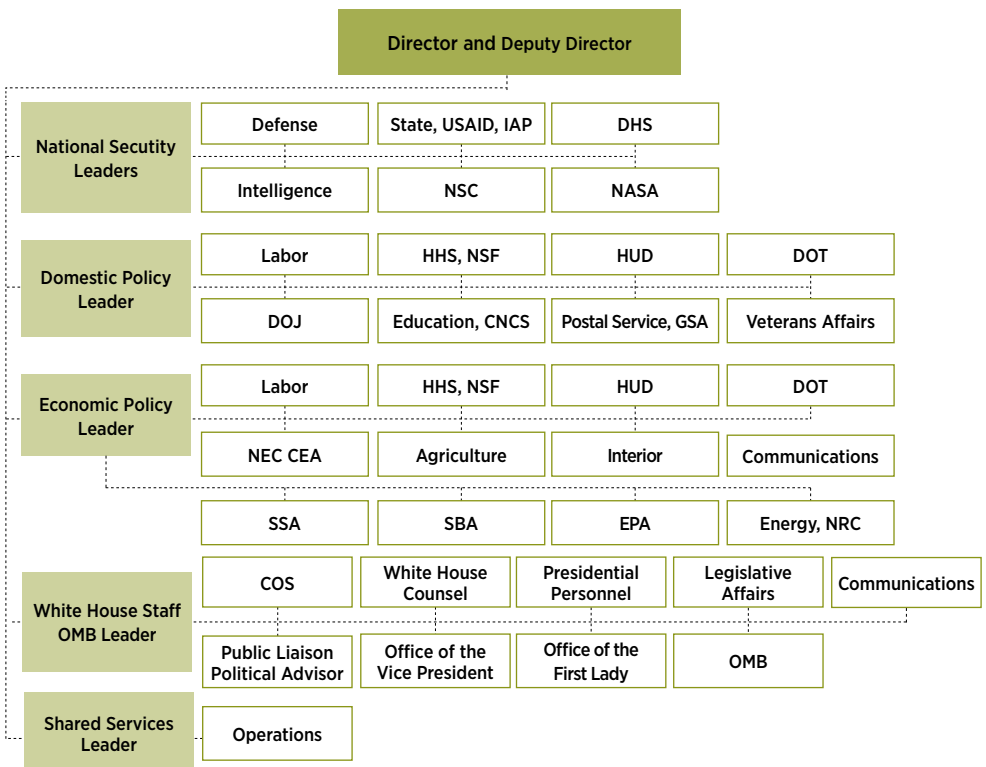 Director and Deputy Director
National Secutity
Leaders
Defense
State, USAID, IAP
DHS
Intelligence
NSC
NASA
Domestic Policy
Leader
Labor
HHS, NSF
HUD
DOT
DOJ
Education, CNCS
Postal Service, GSA
Veterans Affairs
Economic Policy
Leader
Labor
HHS, NSF
HUD
DOT
NEC CEA
Agriculture
Interior
Communications
SSA
SBA
EPA
Energy, NRC
White House Staff
OMB Leader
COS
White House
Counsel
Presidential
Personnel
Legislative
Affairs
Communications
Public Liaison
Political Advisor
Office of the
Vice President
Office of the
First Lady
OMB
Shared Services
Leader
Operations